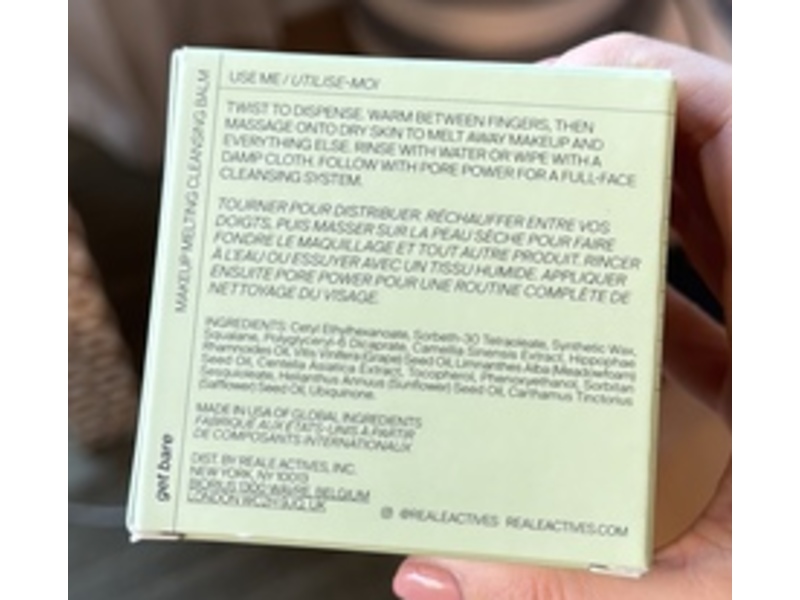 USE ME / UTILISE-MOI
TWIST TO DISPENSE. WARM BETWEEN FINGERS, THEN
MASSAGE ONTO DRY SKIN TO MELT AWAY MAKEUP AND
EVERYTHING ELSE. RINSE WITH WATER OR WIPE WITH A
DAMP CLOTH. FOLLOW WITH PORE POWER FOR A FULL-FACE
CLEANSING SYSTEM.
TOURNER POUR DISTRIBUER. RÉCHAUFFER ENTRE VOS
DOIGTS, PUIS MASSER SUR LA PEAU SÈCHE POUR FAIRE
FONDRE LE MAQUILLAGE ET TOUT AUTRE PRODUIT. RINCER
À L'EAU OU ESSUYER AVEC UN TISSU HUMIDE. APPLIQUER
ENSUITE PORE POWER POUR UNE ROUTINE COMPLÈTE DE
NETTOYAGE DU VISAGE.
INGREDIENTS: Cetyl Ethylhexanoate, Sorbeth-30 Tetraoleate, Synthetic Wax,
Squalane, Polyglyceryl-6 Dicaprate, Camellia Sinensis Extract, Hippophae
Rhamnoides Oil, Vitis Vinifera (Grape) Seed Oil, Limnanthes Alba (Meadowfoam)
Seed Oil, Centella Asiatica Extract, Tocopherol, Phenoxyethanol, Sorbitan
Sesquioleate, Helianthus Annuus (Sunflower) Seed Oil, Carthamus Tinctorius
(Safflower) Seed Oil, Ubiquinone.
MADE IN USA OF GLOBAL INGREDIENTS
FABRIQUÉ AUX ÉTATS-UNIS À PARTIR
DE COMPOSANTS INTERNATIONAUX
DIST. BY REALE ACTIVES, INC.
NEW YORK, NY 10013
BIORIUS 1300 WAVRE, BELGIUM
LONDON WC2H 9JQ, UK
@REALEACTIVES REALEACTIVES.COM
MAKEUP MELTING CLEANSING BALM
get bare